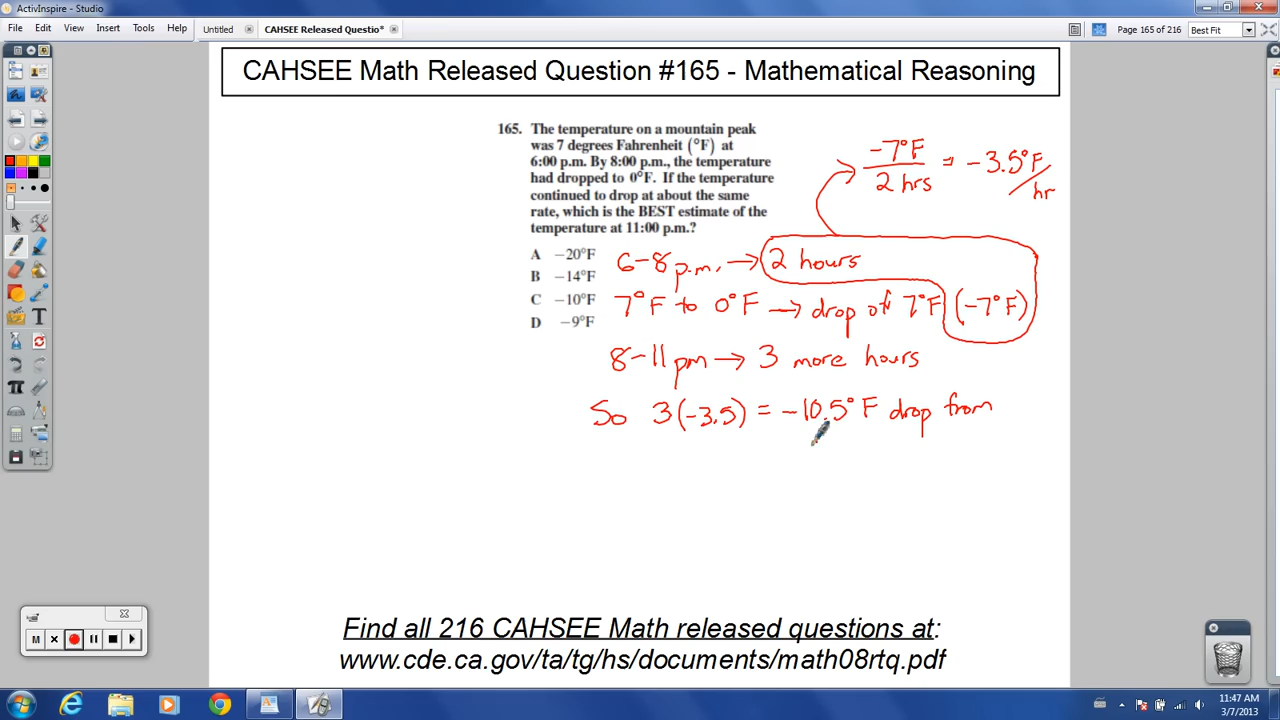 ActivInspire - Studio
File Edit View Insert Tools Help
Untitled
CAHSEE Released Questio*
Page 165 of 216
Best Fit
CAHSEE Math Released Question #165 - Mathematical Reasoning
165. The temperature on a mountain peak
was 7 degrees Fahrenheit (°F) at
6:00 p.m. By 8:00 p.m., the temperature
had dropped to 0°F. If the temperature
continued to drop at about the same
rate, which is the BEST estimate of the
temperature at 11:00 p.m.?
A −20°F
B −14°F
C −10°F
D −9°F
-7°F / 2 hrs = -3.5°F/hr
6-8 p.m. → 2 hours
7°F to 0°F → drop of 7°F (-7°F)
8-11 pm → 3 more hours
So 3(-3.5) = -10.5°F drop from
Find all 216 CAHSEE Math released questions at:
www.cde.ca.gov/ta/tg/hs/documents/math08rtq.pdf
M
11:47 AM
3/7/2013